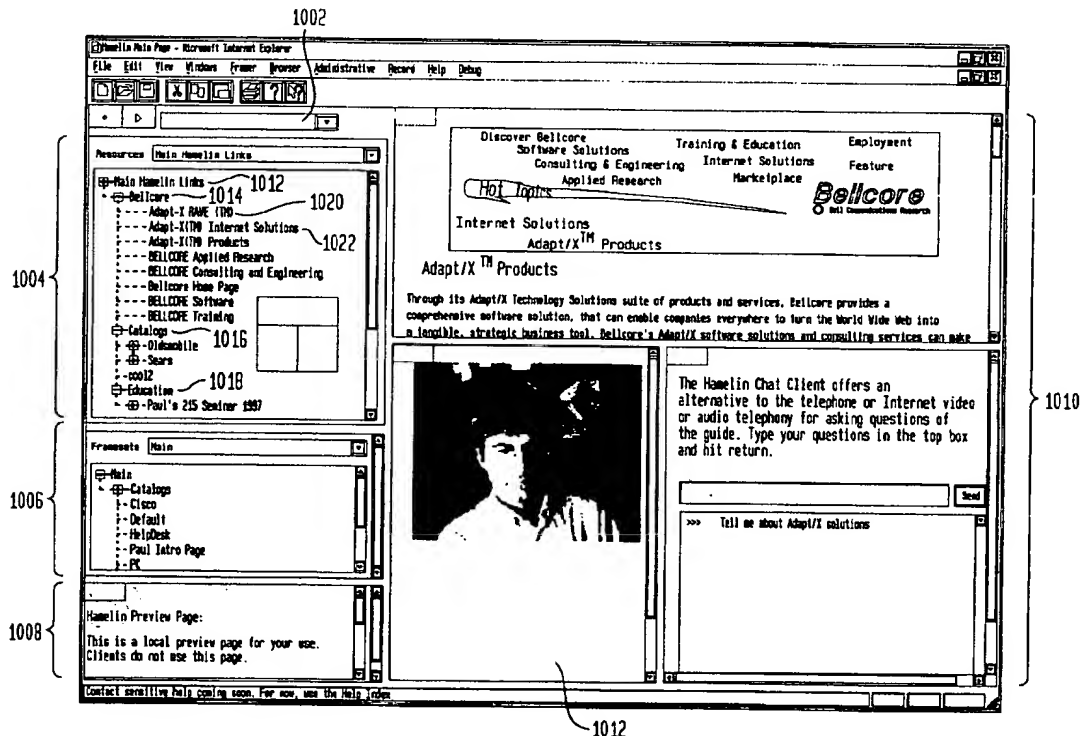 1002
Hamelin Main Page - Microsoft Internet Explorer
File Edit View Windows Framer Browser Administrative Record Help Debug
Resources Main Hamelin Links
Main Hamelin Links 1012
Bellcore 1014
Adapt-X RAVE (TM) 1020
Adapt-X(TM) Internet Solutions
Adapt-X(TM) Products 1022
BELLCORE Applied Research
BELLCORE Consulting and Engineering
Bellcore Home Page
BELLCORE Software
BELLCORE Training
Catalogs 1016
Oldsmobile
Sears
cool2
Education 1018
Paul's 215 Seminer 1997
1004
Framesets Main
Main
Catalogs
Cisco
Default
HelpDesk
Paul Intro Page
PC
1006
Hamelin Preview Page:
This is a local preview page for your use.
Clients do not use this page.
1008
Discover Bellcore
Software Solutions
Consulting & Engineering
Applied Research
Training & Education
Internet Solutions
Marketplace
Employment
Feature
Hot Topics
Bellcore
Bell Communications Research
Internet Solutions
Adapt/X TM Products
Adapt/X TM Products
Through its Adapt/X Technology Solutions suite of products and services, Bellcore provides a
comprehensive software solution, that can enable companies everywhere to turn the World Wide Web into
a tangible, strategic business tool. Bellcore's Adapt/X software solutions and consulting services can make
The Hamelin Chat Client offers an
alternative to the telephone or Internet video
or audio telephony for asking questions of
the guide. Type your questions in the top box
and hit return.
Send
>>> Tell me about Adapt/X solutions
1010
Contact sensitive help coming soon. For now, use the Help Index
1012